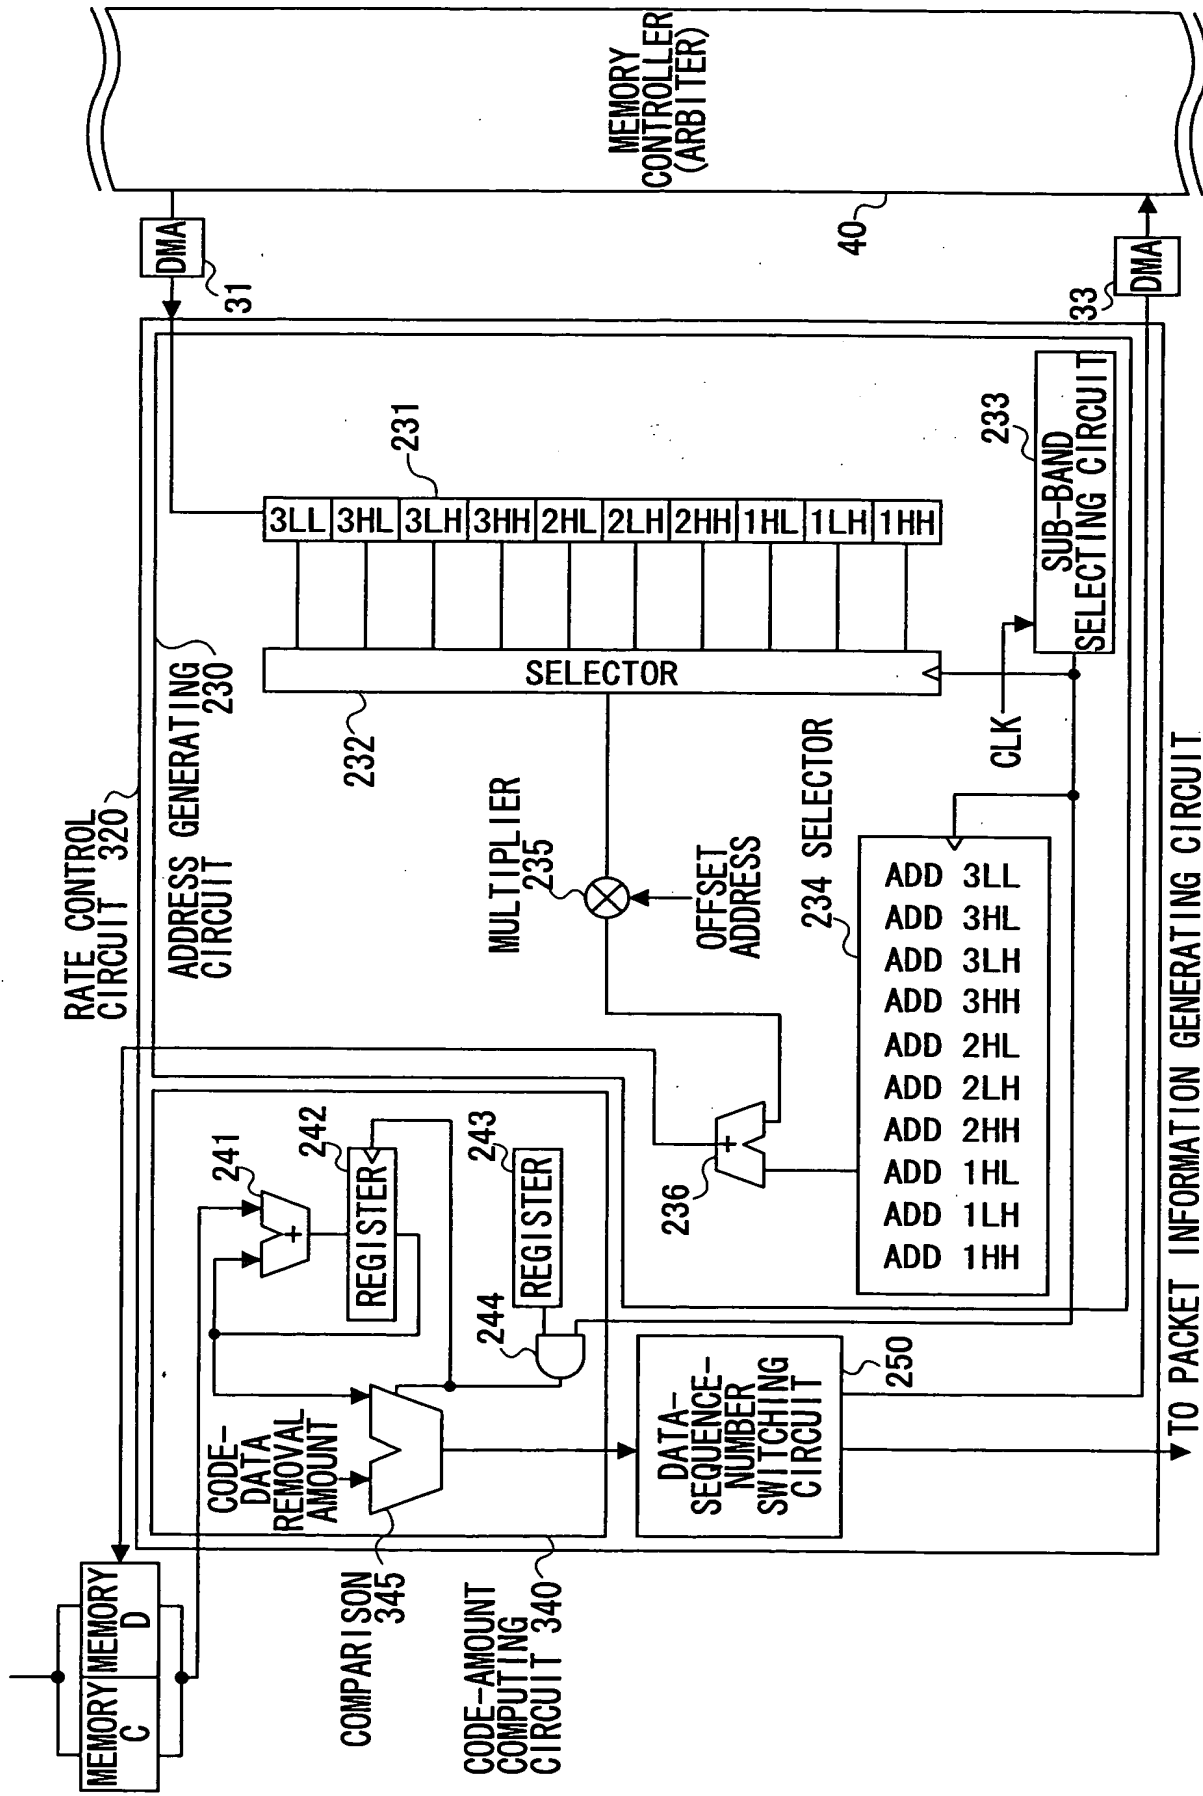 MEMORY
C
MEMORY
D
RATE CONTROL
CIRCUIT 320
ADDRESS GENERATING
CIRCUIT
230
DMA
31
MEMORY
CONTROLLER
(ARBITER)
40
DMA
33
241
242
REGISTER
243
REGISTER
244
CODE-
DATA
REMOVAL
AMOUNT
COMPARISON
345
CODE-AMOUNT
COMPUTING
CIRCUIT 340
232
SELECTOR
231
3LL
3HL
3LH
3HH
2HL
2LH
2HH
1HL
1LH
1HH
MULTIPLIER
235
OFFSET
ADDRESS
236
234 SELECTOR
ADD 3LL
ADD 3HL
ADD 3LH
ADD 3HH
ADD 2HL
ADD 2LH
ADD 2HH
ADD 1HL
ADD 1LH
ADD 1HH
CLK
233
SUB-BAND
SELECTING CIRCUIT
DATA-
SEQUENCE-
NUMBER
SWITCHING
CIRCUIT
250
TO PACKET INFORMATION GENERATING CIRCUIT